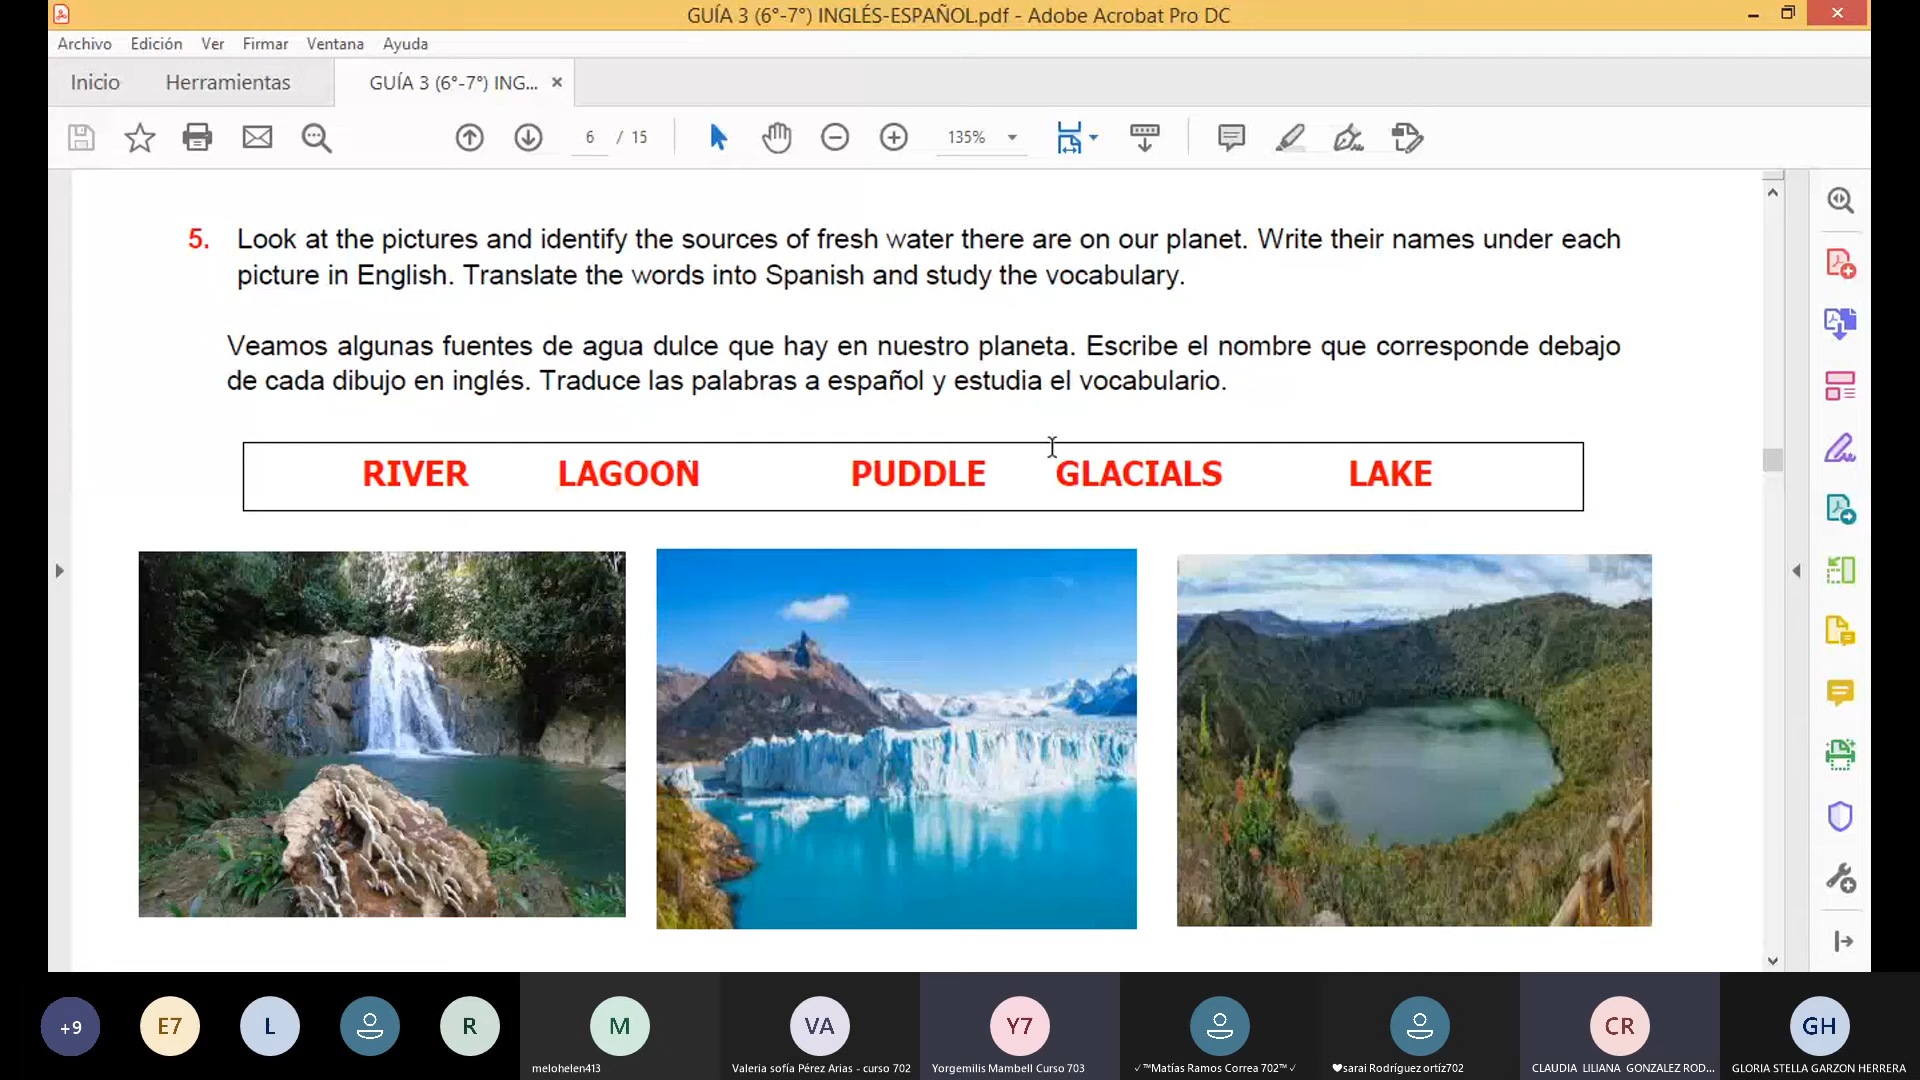 GUÍA 3 (6°-7°) INGLÉS-ESPAÑOL.pdf - Adobe Acrobat Pro DC
Archivo Edición Ver Firmar Ventana Ayuda
Inicio Herramientas GUÍA 3 (6°-7°) ING... ×
6 / 15 135%
5. Look at the pictures and identify the sources of fresh water there are on our planet. Write their names under each
picture in English. Translate the words into Spanish and study the vocabulary.
Veamos algunas fuentes de agua dulce que hay en nuestro planeta. Escribe el nombre que corresponde debajo
de cada dibujo en inglés. Traduce las palabras a español y estudia el vocabulario.
RIVER LAGOON PUDDLE GLACIALS LAKE
+9 E7 L R M VA Y7 CR GH
melohelen413 Valeria sofía Pérez Arias - curso 702 Yorgemilis Mambell Curso 703 ✓™Matías Ramos Correa 702™✓ ♥sarai Rodríguez ortíz702 CLAUDIA LILIANA GONZALEZ ROD... GLORIA STELLA GARZON HERRERA